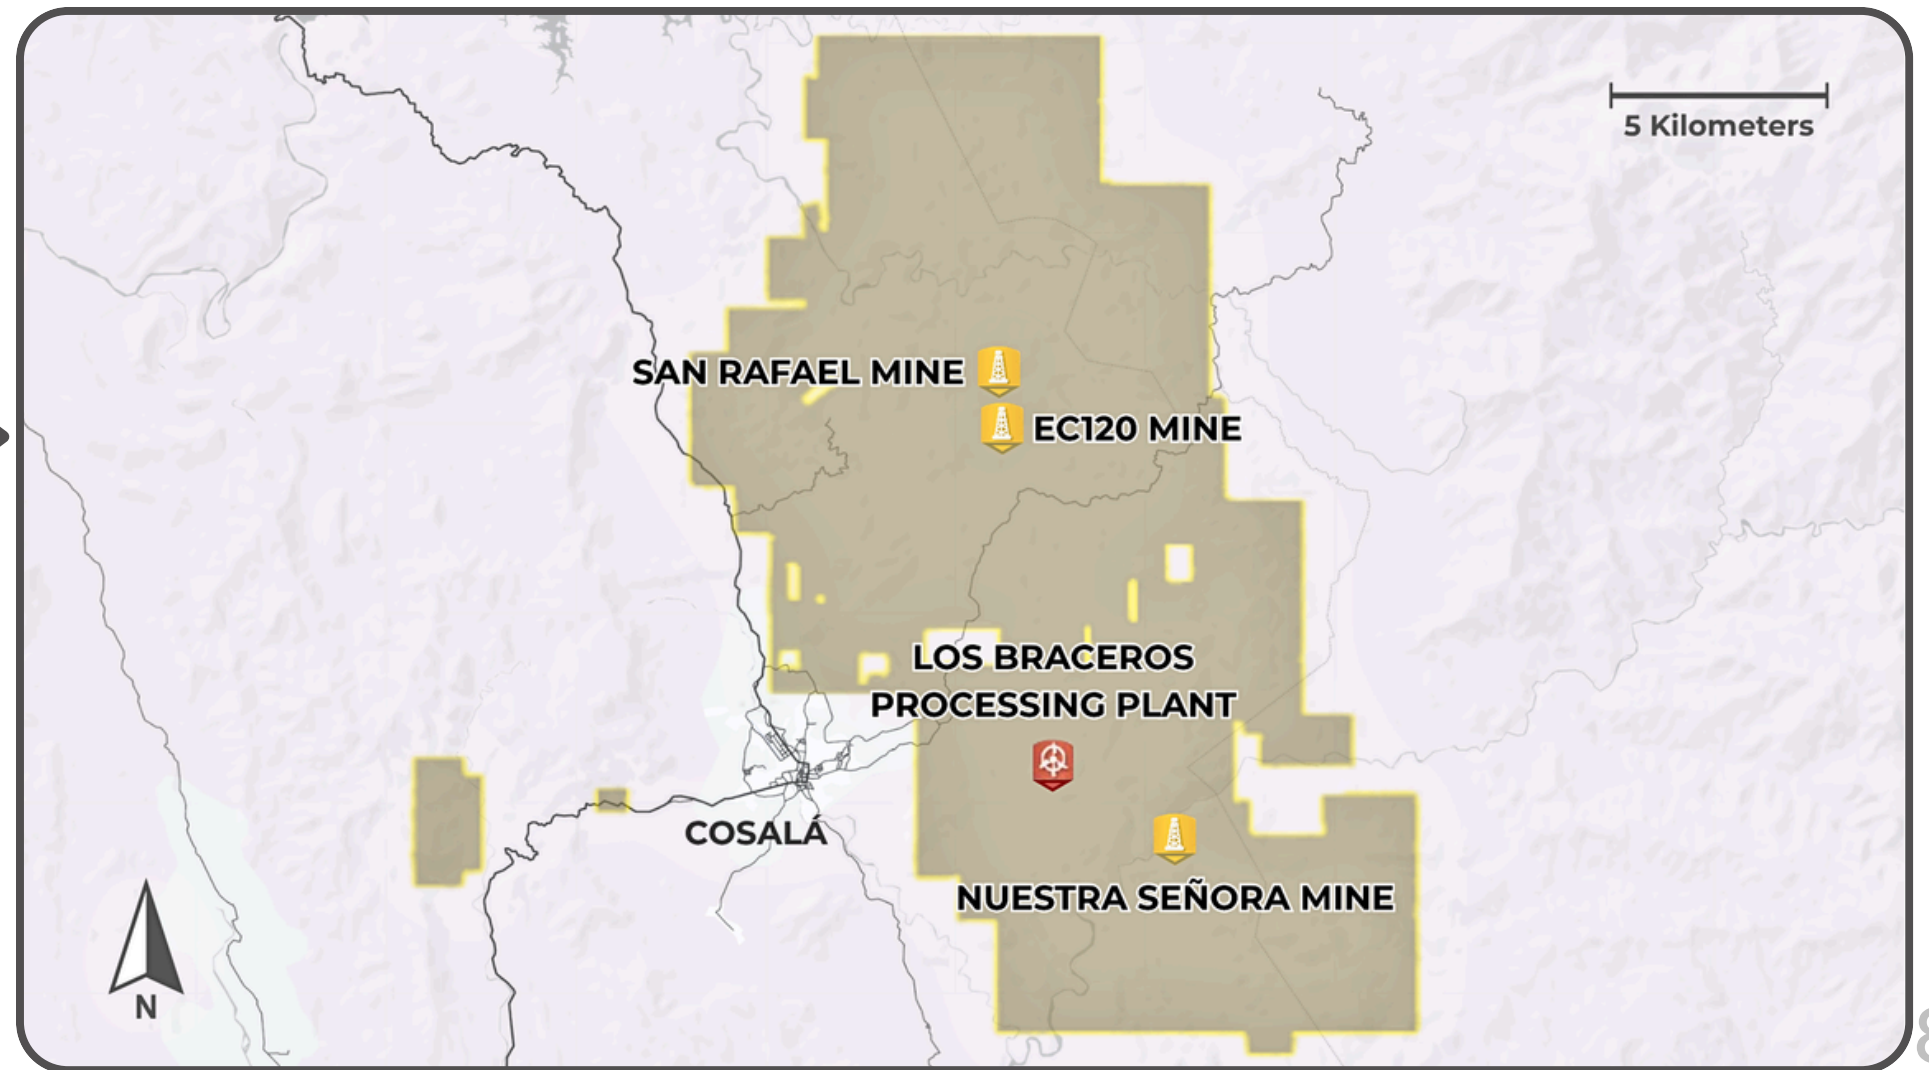 5 Kilometers
SAN RAFAEL MINE
EC120 MINE
LOS BRACEROS
PROCESSING PLANT
COSALÁ
NUESTRA SEÑORA MINE
N